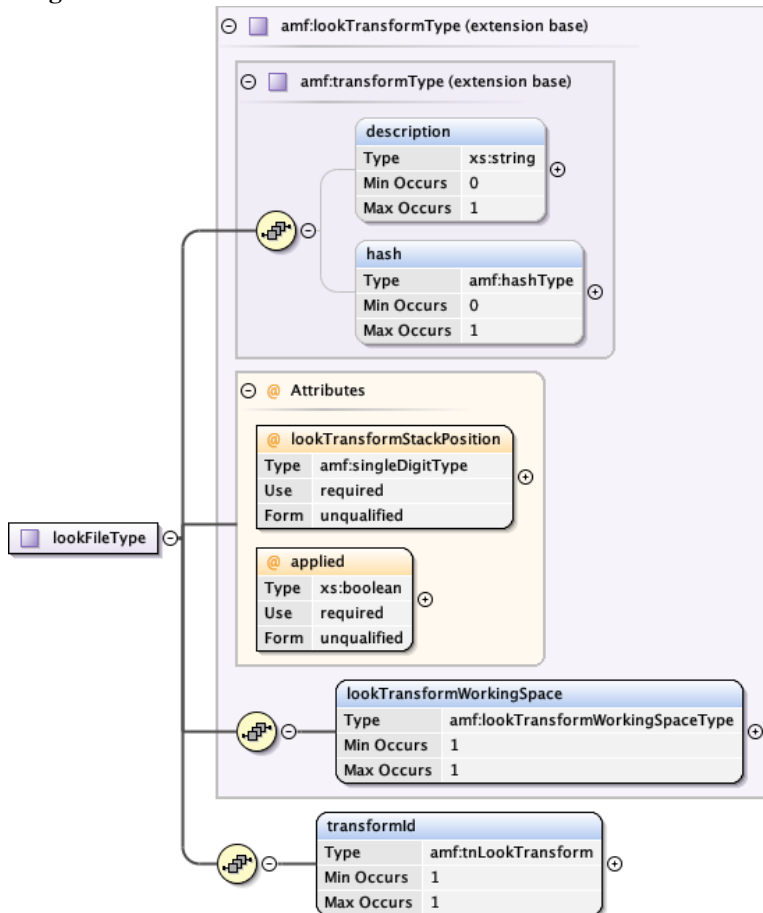 amf:lookTransformType (extension base)
amf:transformType (extension base)
description
Type xs:string
Min Occurs 0
Max Occurs 1
hash
Type amf:hashType
Min Occurs 0
Max Occurs 1
@ Attributes
@ lookTransformStackPosition
Type amf:singleDigitType
Use required
Form unqualified
lookFileType
@ applied
Type xs:boolean
Use required
Form unqualified
lookTransformWorkingSpace
Type amf:lookTransformWorkingSpaceType
Min Occurs 1
Max Occurs 1
transformId
Type amf:tnLookTransform
Min Occurs 1
Max Occurs 1